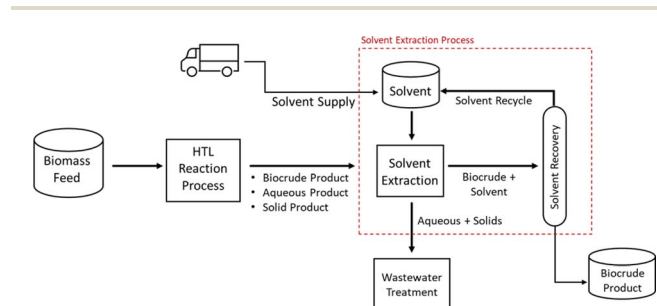 Solvent Extraction Process
Solvent
Solvent Supply
Solvent Recycle
Biomass
Feed
HTL
Reaction
Process
• Biocrude Product
• Aqueous Product
• Solid Product
Solvent
Extraction
Biocrude +
Solvent
Solvent Recovery
Aqueous + Solids
Wastewater
Treatment
Biocrude
Product